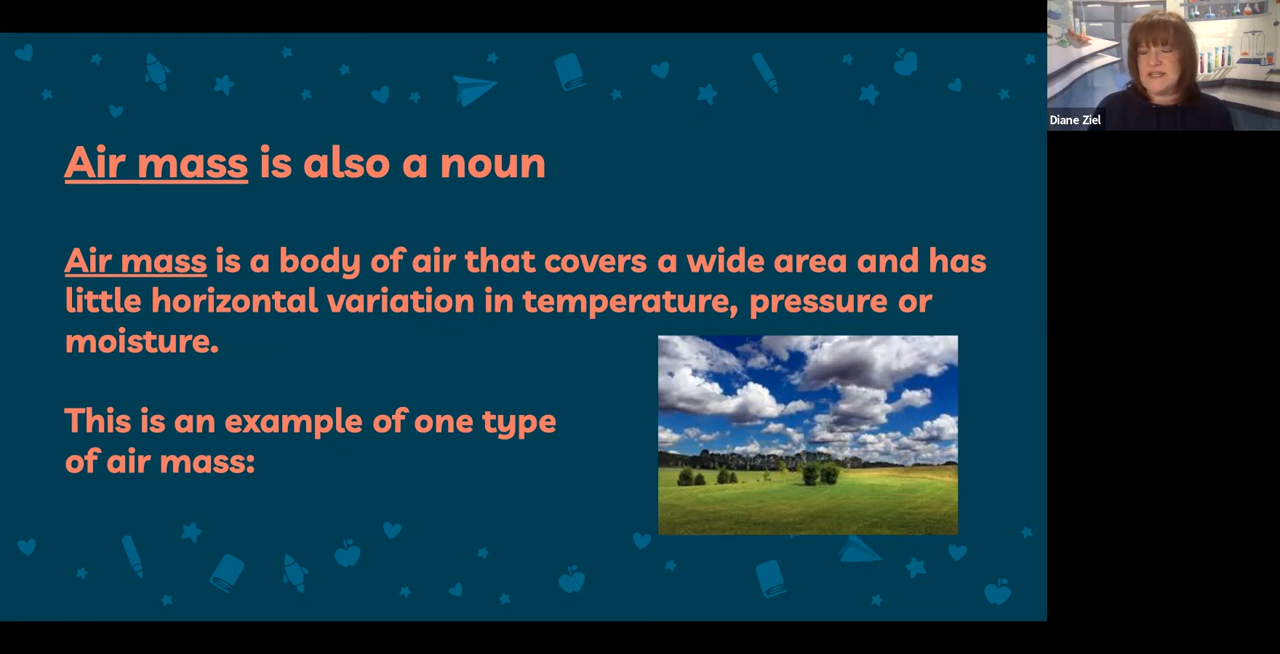 Air mass is also a noun
Air mass is a body of air that covers a wide area and has
little horizontal variation in temperature, pressure or
moisture.
This is an example of one type
of air mass:
Diane Ziel